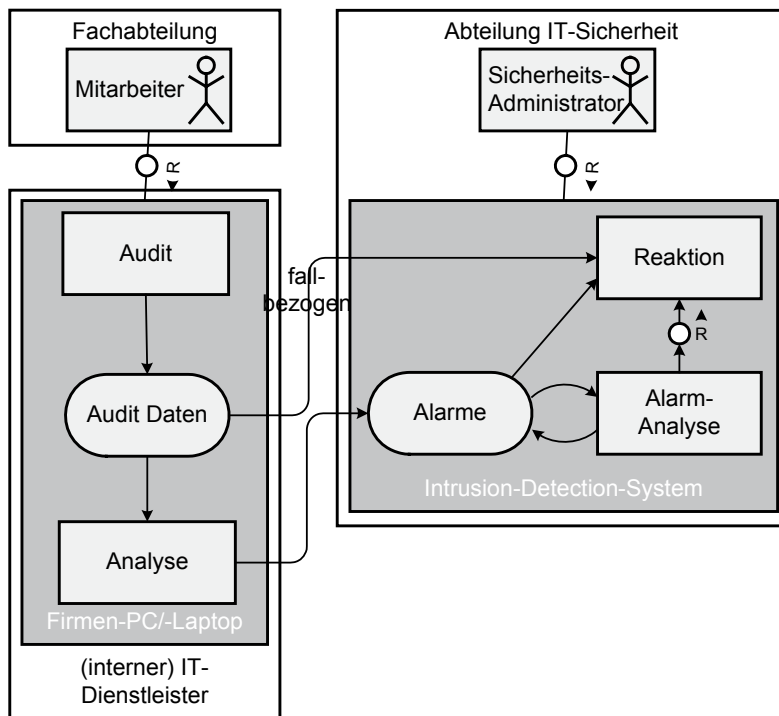 Fachabteilung
Mitarbeiter
R
Abteilung IT-Sicherheit
Sicherheits-
Administrator
R
Audit
Audit Daten
Analyse
Firmen-PC/-Laptop
(interner) IT-
Dienstleister
fall-
bezogen
Reaktion
R
Alarme
Alarm-
Analyse
Intrusion-Detection-System